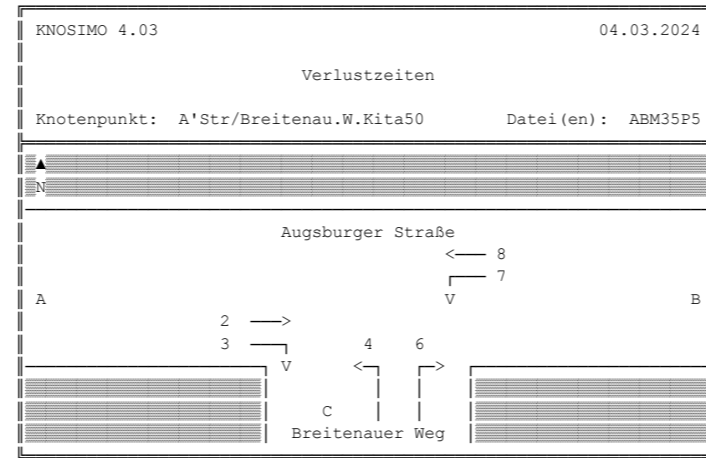 KNOSIMO 4.03 04.03.2024
Verlustzeiten
Knotenpunkt: A'Str/Breitenau.W.Kita50 Datei(en): ABM35P5
N
Augsburger Straße
8
7
A V B
2
3 4 6
V
C
Breitenauer Weg